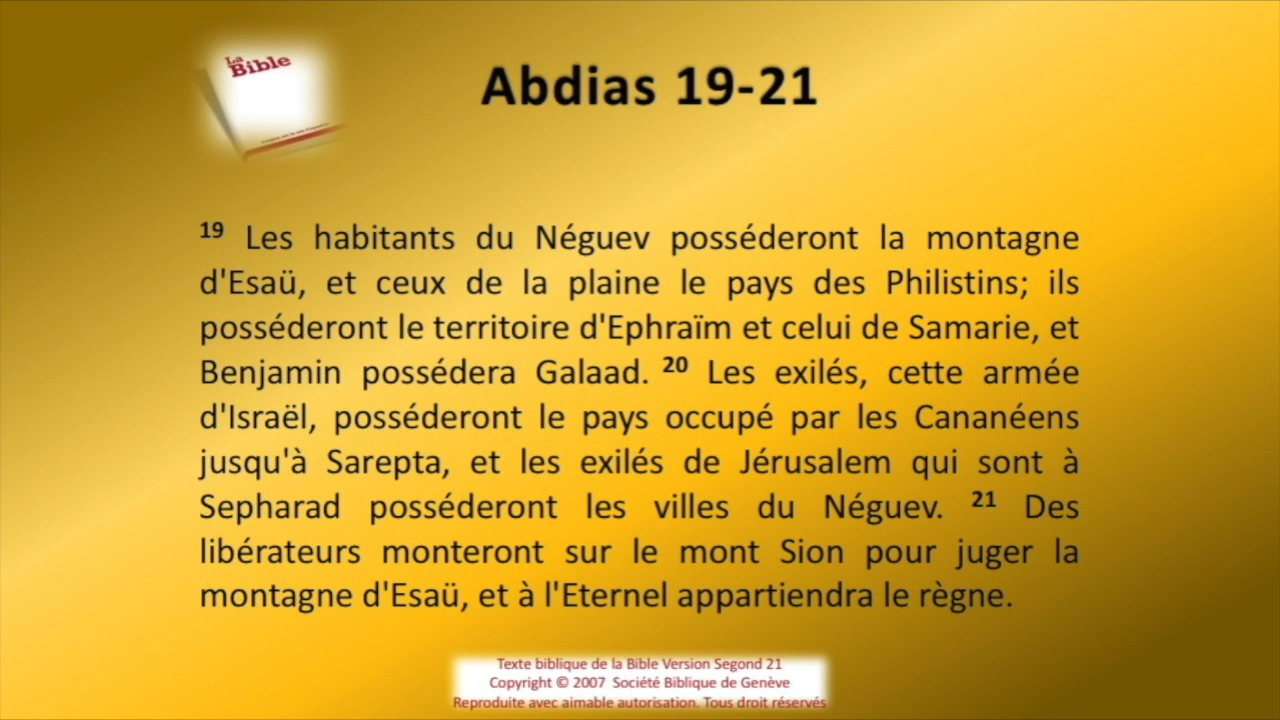 La
Bible
Abdias 19-21
19 Les habitants du Néguev posséderont la montagne
d'Esaü, et ceux de la plaine le pays des Philistins; ils
posséderont le territoire d'Ephraïm et celui de Samarie, et
Benjamin possédera Galaad. 20 Les exilés, cette armée
d'Israël, posséderont le pays occupé par les Cananéens
jusqu'à Sarepta, et les exilés de Jérusalem qui sont à
Sepharad posséderont les villes du Néguev. 21 Des
libérateurs monteront sur le mont Sion pour juger la
montagne d'Esaü, et à l'Eternel appartiendra le règne.
Texte biblique de la Bible Version Segond 21
Copyright © 2007 Société Biblique de Genève
Reproduite avec aimable autorisation. Tous droit réservés